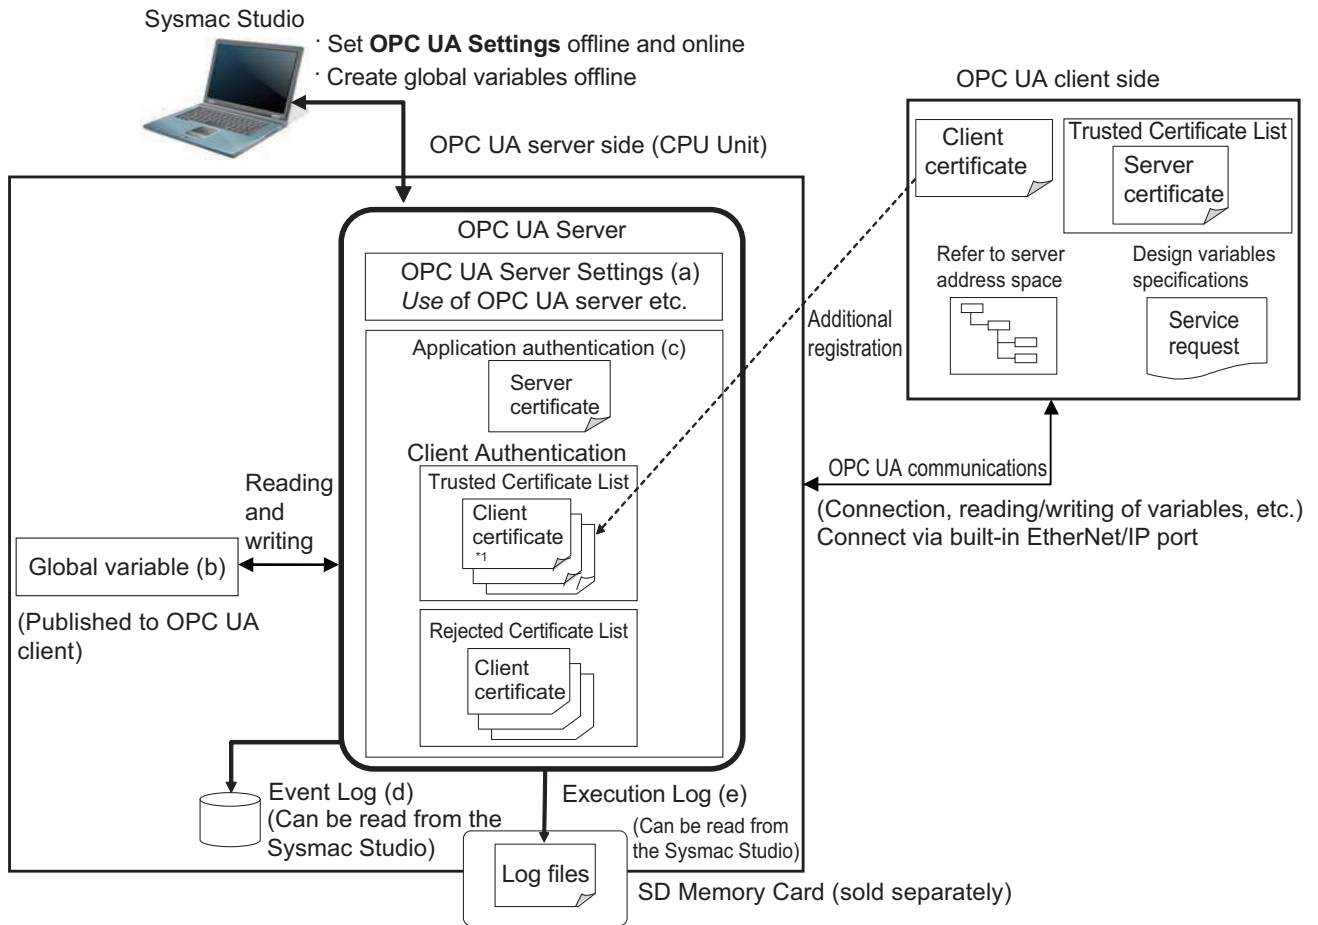 Sysmac Studio
· Set OPC UA Settings offline and online
· Create global variables offline
OPC UA server side (CPU Unit)
OPC UA Server
OPC UA Server Settings (a)
Use of OPC UA server etc.
Application authentication (c)
Server
certificate
Client Authentication
Trusted Certificate List
Client
certificate
*1
Rejected Certificate List
Client
certificate
Reading
and
writing
Global variable (b)
(Published to OPC UA
client)
Event Log (d)
(Can be read from the
Sysmac Studio)
Execution Log (e)
(Can be read from
the Sysmac Studio)
Log files
SD Memory Card (sold separately)
OPC UA client side
Client
certificate
Trusted Certificate List
Server
certificate
Refer to server
address space
Design variables
specifications
Service
request
Additional
registration
OPC UA communications
(Connection, reading/writing of variables, etc.)
Connect via built-in EtherNet/IP port